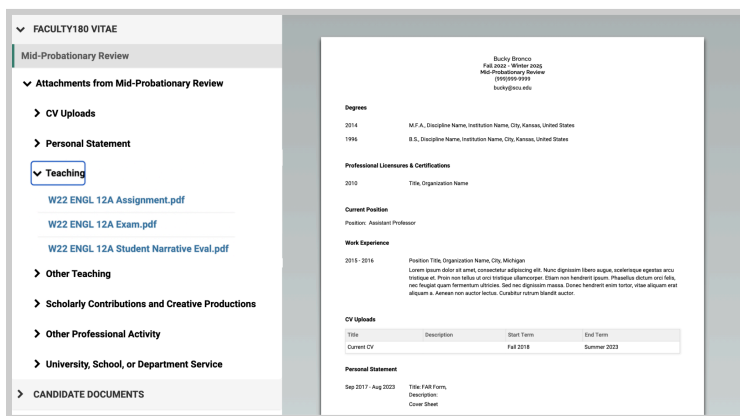 FACULTY180 VITAE
Mid-Probationary Review
Attachments from Mid-Probationary Review
CV Uploads
Personal Statement
Teaching
W22 ENGL 12A Assignment.pdf
W22 ENGL 12A Exam.pdf
W22 ENGL 12A Student Narrative Eval.pdf
Other Teaching
Scholarly Contributions and Creative Productions
Other Professional Activity
University, School, or Department Service
CANDIDATE DOCUMENTS
Bucky Bronco
Fall 2022 - Winter 2025
Mid-Probationary Review
(999)999-9999
bucky@scu.edu
Degrees
2014 M.F.A., Discipline Name, Institution Name, City, Kansas, United States
1996 B.S., Discipline Name, Institution Name, City, Kansas, United States
Professional Licensures & Certifications
2010 Title, Organization Name
Current Position
Position: Assistant Professor
Work Experience
2015 - 2016 Position Title, Organization Name, City, Michigan
Lorem ipsum dolor sit amet, consectetur adipiscing elit. Nunc dignissim libero augue, scelerisque egestas arcu
tristique et. Proin non tellus ut orci tristique ullamcorper. Etiam non hendrerit ipsum. Phasellus dictum orci felis,
nec feugiat quam fermentum ultricies. Sed nec dignissim massa. Donec hendrerit enim tortor, vitae aliquam erat
aliquam a. Aenean non auctor lectus. Curabitur rutrum blandit auctor.
CV Uploads
Title Description Start Term End Term
Current CV Fall 2018 Summer 2023
Personal Statement
Sep 2017 - Aug 2023 Title: FAR Form,
Description:
Cover Sheet